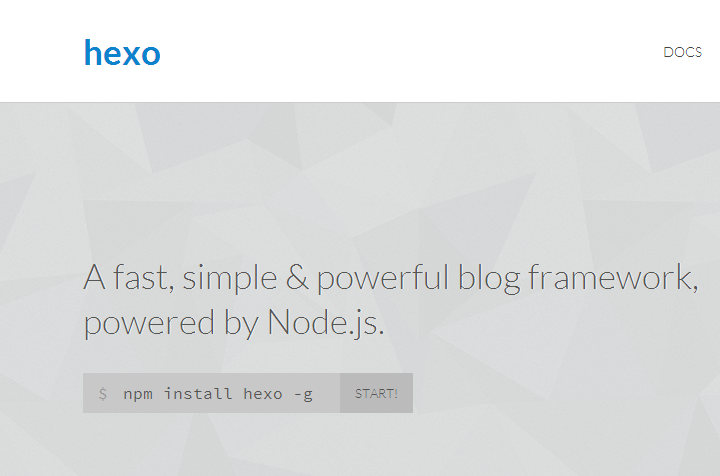 hexo
DOCS
A fast, simple & powerful blog framework,
powered by Node.js.
$ npm install hexo -g
START!